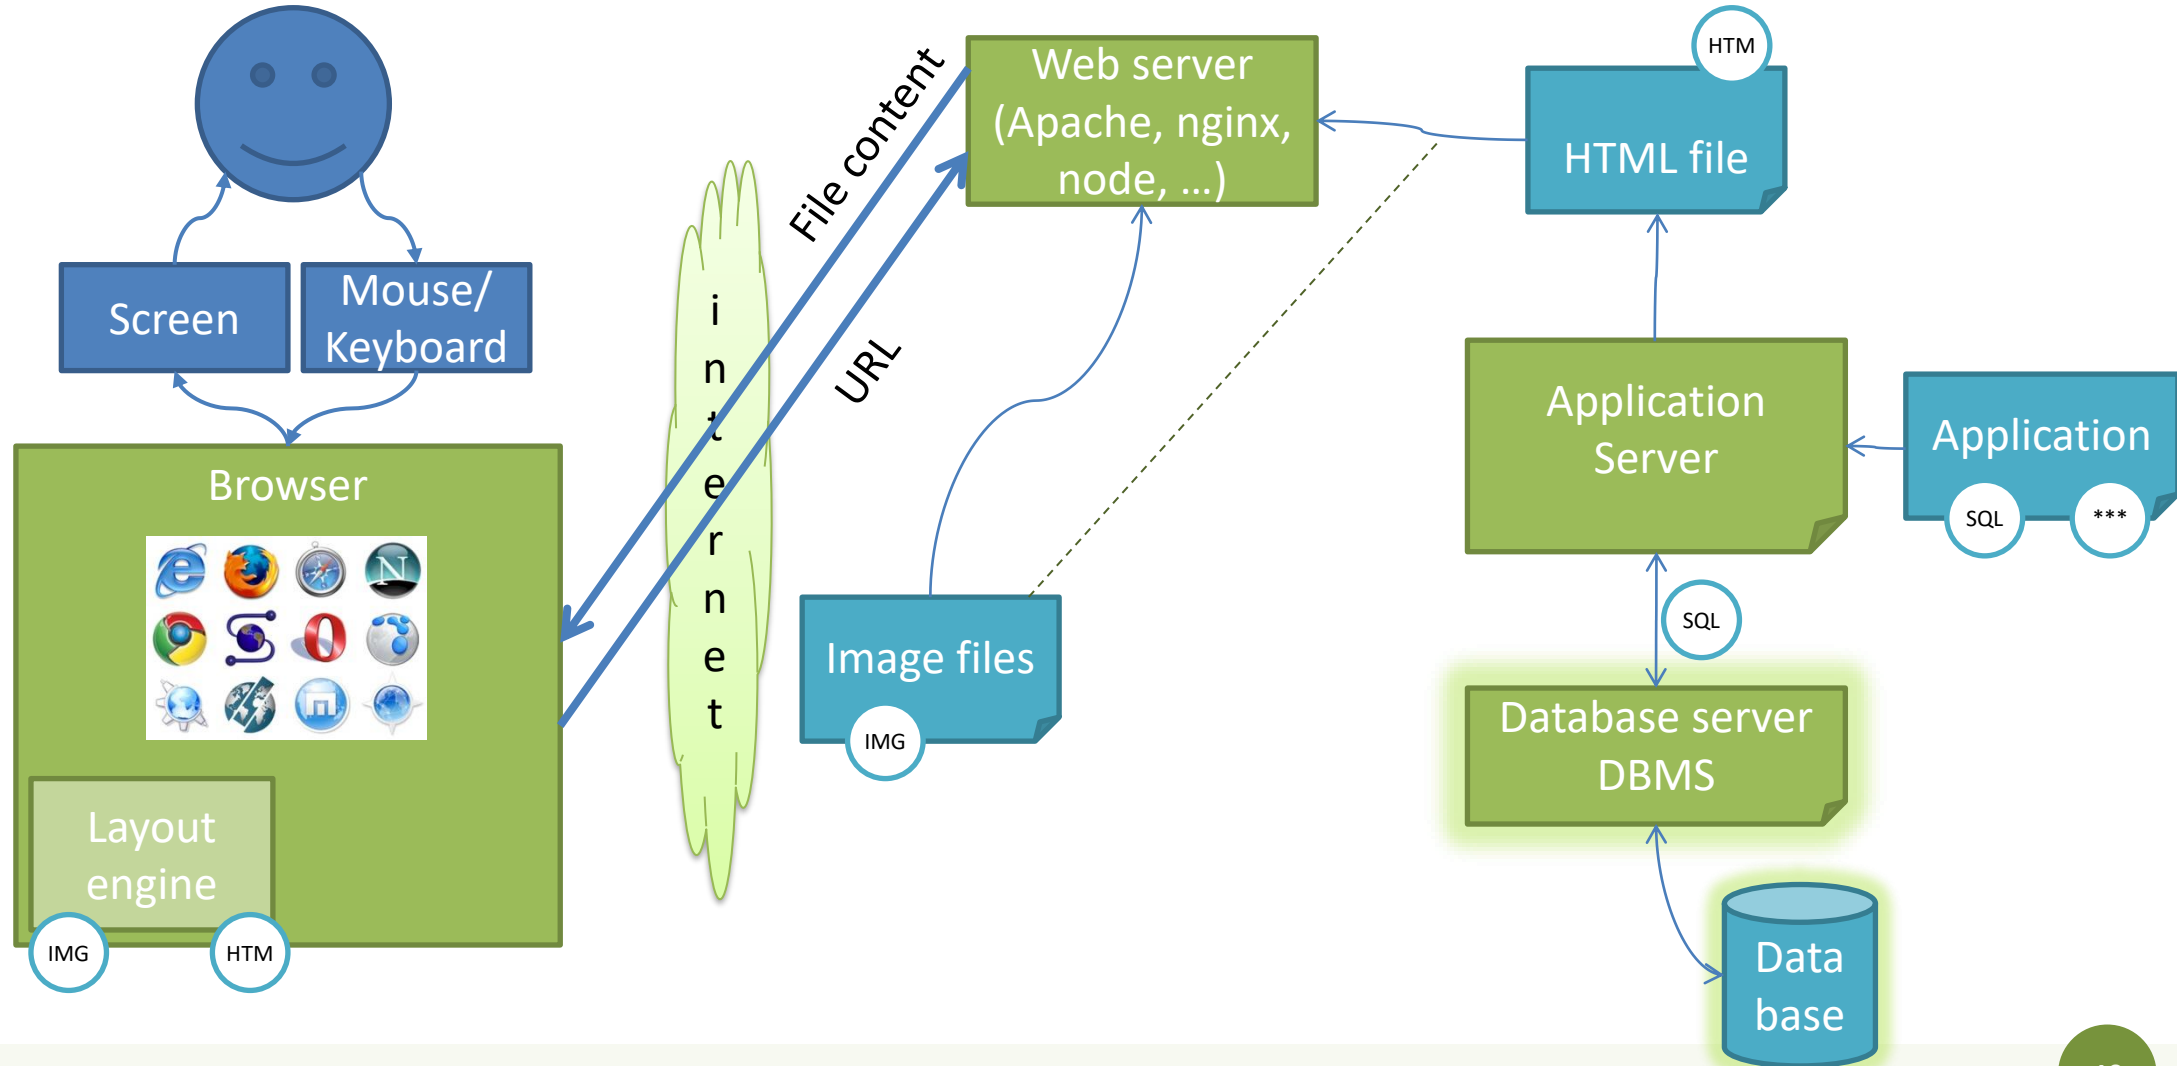 Screen
Mouse/
Keyboard
Browser
N
Layout
engine
IMG
HTM
internet
File content
URL
Web server
(Apache, nginx,
node, …)
Image files
IMG
HTM
HTML file
Application
Server
Application
SQL
***
SQL
Database server
DBMS
Data
base